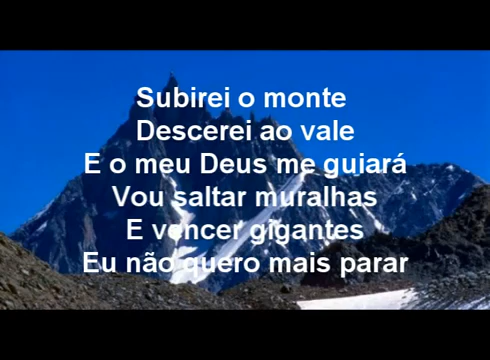 Subirei o monte
Descerei ao vale
E o meu Deus me guiará
Vou saltar muralhas
E vencer gigantes
Eu não quero mais parar